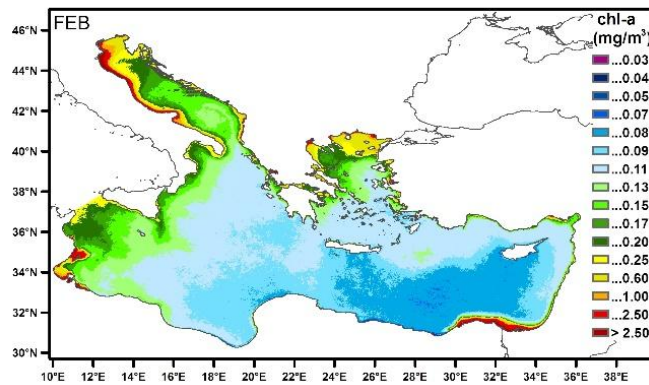 FEB
chl-a
(mg/m³)
...0.03
...0.04
...0.05
...0.07
...0.08
...0.09
...0.11
...0.13
...0.15
...0.17
...0.20
...0.25
...0.60
...1.00
...2.50
> 2.50
46°N
44°N
42°N
40°N
38°N
36°N
34°N
32°N
30°N
10°E 12°E 14°E 16°E 18°E 20°E 22°E 24°E 26°E 28°E 30°E 32°E 34°E 36°E 38°E